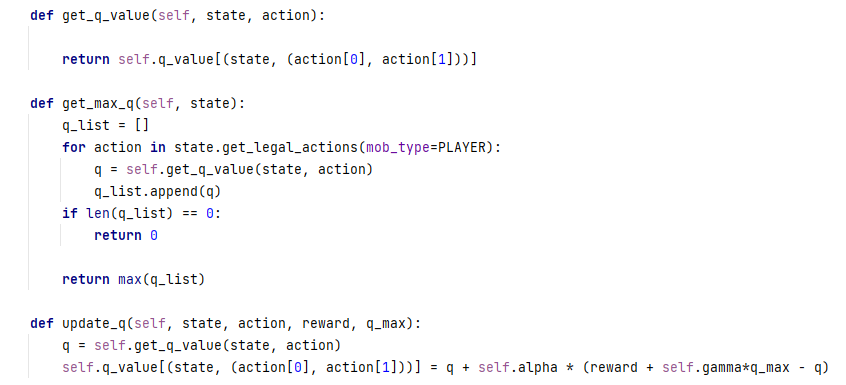 def get_q_value(self, state, action):
return self.q_value[(state, (action[0], action[1]))]
def get_max_q(self, state):
q_list = []
for action in state.get_legal_actions(mob_type=PLAYER):
q = self.get_q_value(state, action)
q_list.append(q)
if len(q_list) == 0:
return 0
return max(q_list)
def update_q(self, state, action, reward, q_max):
q = self.get_q_value(state, action)
self.q_value[(state, (action[0], action[1]))] = q + self.alpha * (reward + self.gamma*q_max - q)